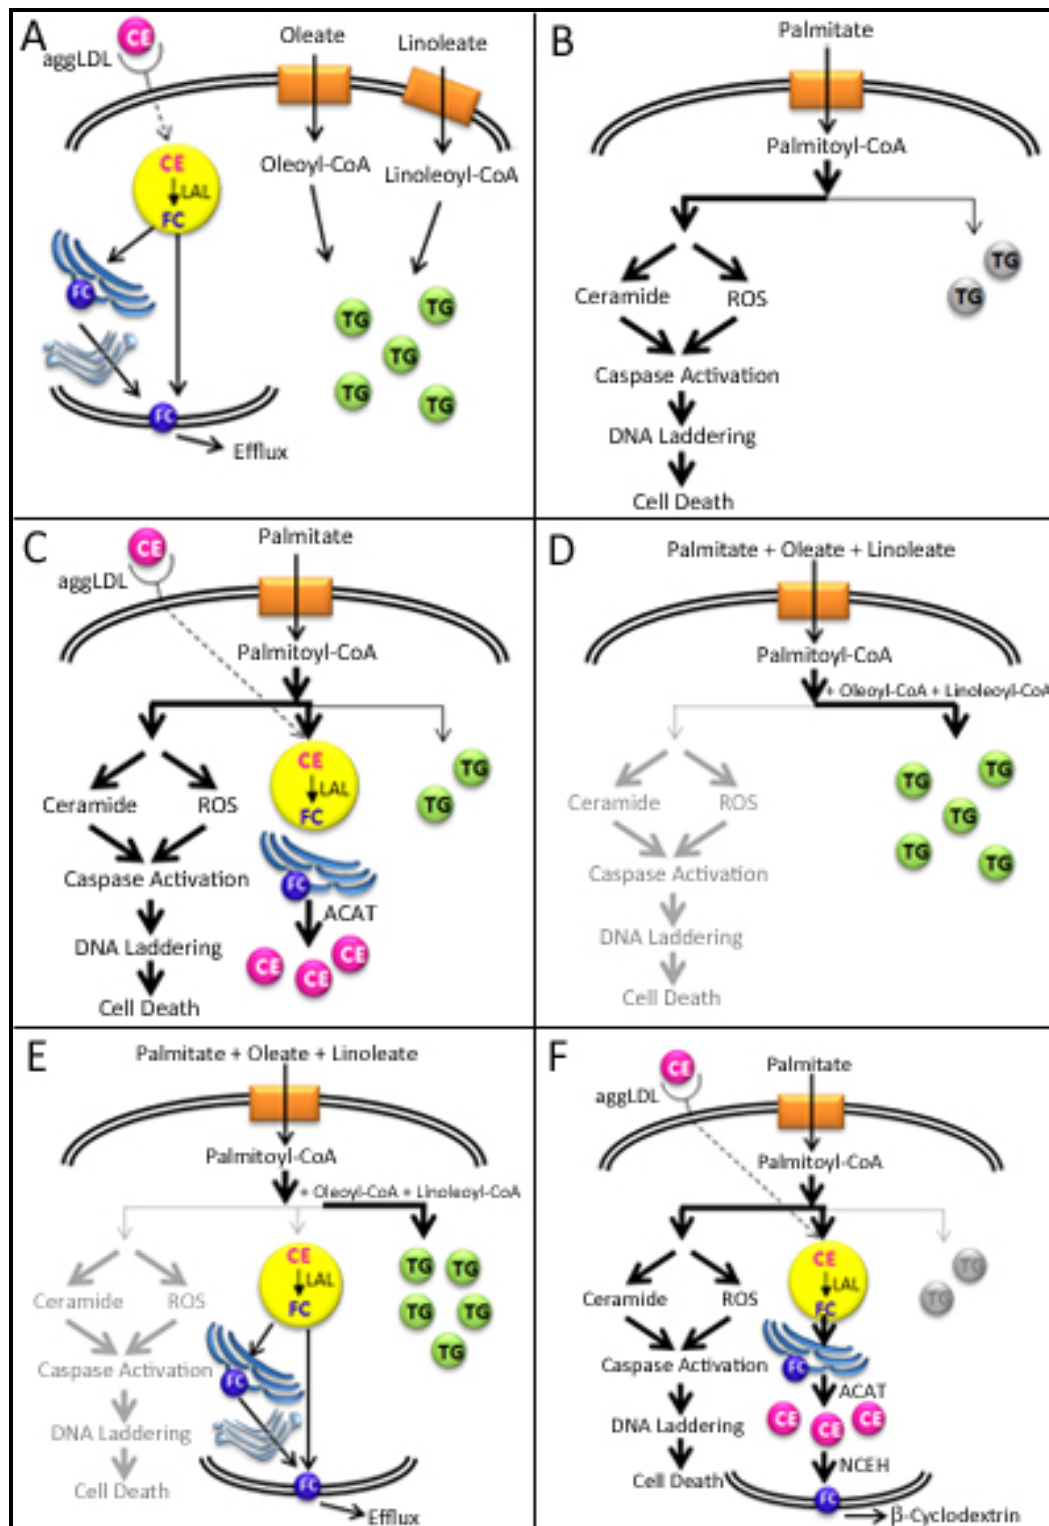 A
CE
aggLDL
Oleate
Linoleate
CE
LAL
FC
Oleoyl-CoA
Linoleoyl-CoA
FC
TG
TG
TG
TG
TG
FC
Efflux
B
Palmitate
Palmitoyl-CoA
TG
TG
Ceramide
ROS
Caspase Activation
DNA Laddering
Cell Death
C
CE
aggLDL
Palmitate
Palmitoyl-CoA
CE
LAL
FC
TG
TG
Ceramide
ROS
Caspase Activation
FC
ACAT
DNA Laddering
CE
CE
CE
Cell Death
D
Palmitate + Oleate + Linoleate
Palmitoyl-CoA
+ Oleoyl-CoA + Linoleoyl-CoA
TG
TG
TG
TG
TG
Ceramide
ROS
Caspase Activation
DNA Laddering
Cell Death
E
Palmitate + Oleate + Linoleate
Palmitoyl-CoA
+ Oleoyl-CoA + Linoleoyl-CoA
CE
LAL
FC
TG
TG
TG
TG
TG
Ceramide
ROS
Caspase Activation
FC
DNA Laddering
Cell Death
FC
Efflux
F
CE
aggLDL
Palmitate
Palmitoyl-CoA
CE
LAL
FC
TG
TG
Ceramide
ROS
Caspase Activation
FC
ACAT
DNA Laddering
CE
CE
CE
Cell Death
NCEH
FC
β-Cyclodextrin